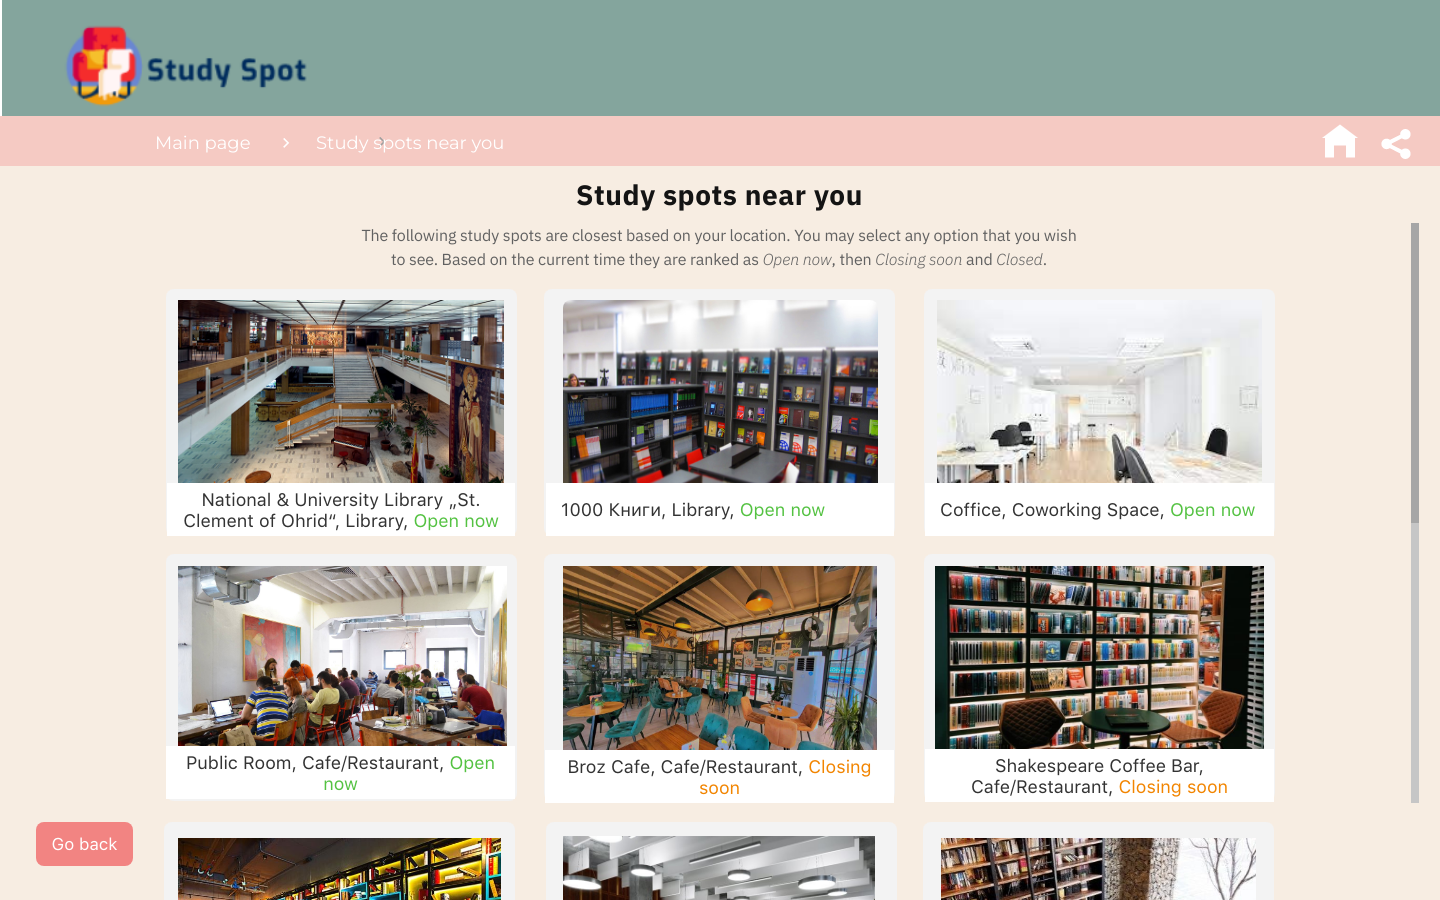 Study Spot
Main page
Study spots near you
Study spots near you
The following study spots are closest based on your location. You may select any option that you wish
to see. Based on the current time they are ranked as Open now, then Closing soon and Closed.
National & University Library „St.
Clement of Ohrid“, Library, Open now
1000 Книги, Library, Open now
Coffice, Coworking Space, Open now
Public Room, Cafe/Restaurant, Open
now
Broz Cafe, Cafe/Restaurant, Closing
soon
Shakespeare Coffee Bar,
Cafe/Restaurant, Closing soon
Go back